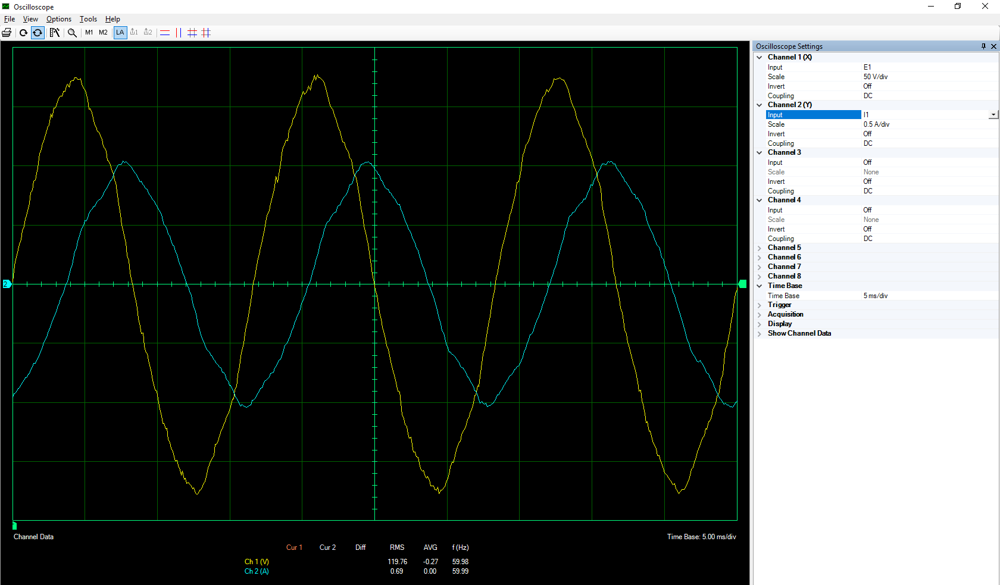 Oscilloscope
File View Options Tools Help
M1 M2 LA 1 2
2
Channel Data
Time Base: 5.00 ms/div
Cur 1 Cur 2 Diff RMS AVG f (Hz)
Ch 1 (V) 119.76 -0.27 59.98
Ch 2 (A) 0.69 0.00 59.99
Oscilloscope Settings
Channel 1 (X)
Input E1
Scale 50 V/div
Invert Off
Coupling DC
Channel 2 (Y)
Input I1
Scale 0.5 A/div
Invert Off
Coupling DC
Channel 3
Input Off
Scale None
Invert Off
Coupling DC
Channel 4
Input Off
Scale None
Invert Off
Coupling DC
Channel 5
Channel 6
Channel 7
Channel 8
Time Base
Time Base 5 ms/div
Trigger
Acquisition
Display
Show Channel Data